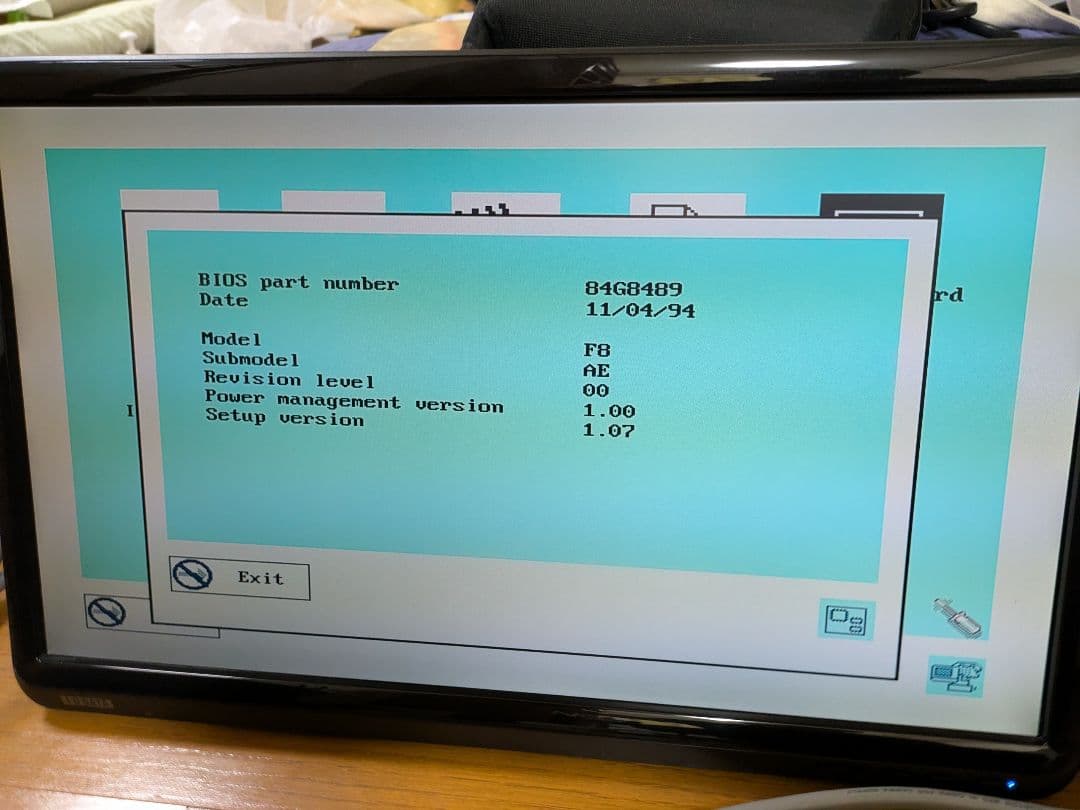 BIOS part number 84G8489
Date 11/04/94
Model F8
Submodel AE
Revision level 00
Power management version 1.00
Setup version 1.07
rd
I
Exit